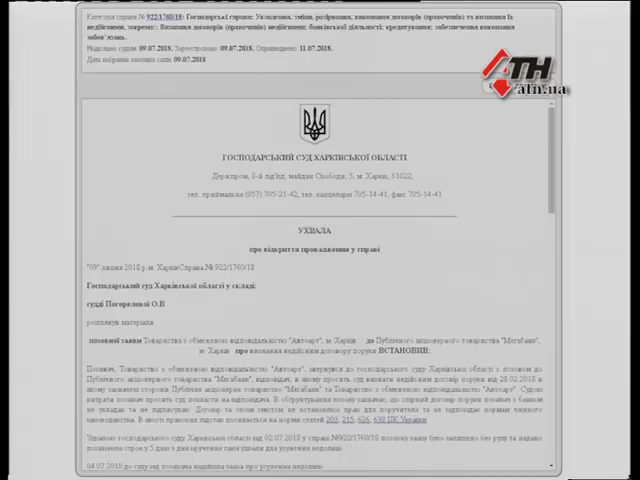 Категорія справи № 922/1760/18: Господарські справи; Укладення, зміни, розірвання, виконання договорів (правочинів) та визнання їх
недійсними, зокрема:; Визнання договорів (правочинів) недійсними; банківської діяльності; кредитування; забезпечення виконання
зобов'язань.
Надіслано судом: 09.07.2018. Зареєстровано: 09.07.2018. Оприлюднено: 11.07.2018.
Дата набрання законної сили: 09.07.2018
АТН
atn.ua
ГОСПОДАРСЬКИЙ СУД ХАРКІВСЬКОЇ ОБЛАСТІ
Держпром, 8-й під'їзд, майдан Свободи, 5, м. Харків, 61022,
тел. приймальня (057) 705-21-42, тел. канцелярія 705-14-41, факс 705-14-41
УХВАЛА
про відкриття провадження у справі
"09" липня 2018 р.м. ХарківСправа № 922/1760/18
Господарський суд Харківської області у складі:
судді Погорелової О.В
розглянув матеріали
позовної заяви Товариства з обмеженою відповідальністю "Автоарт", м. Харків до Публічного акціонерного товариства "Мегабанк",
м. Харків про визнання недійсним договору поруки ВСТАНОВИВ:
Позивач, Товариство з обмеженою відповідальністю "Автоарт", звернувся до господарського суду Харківської області з позовом до
Публічного акціонерного товариства "Мегабанк", відповідач, в якому просить суд визнати недійсним договір поруки від 28.02.2018 в
якому зазначені сторони Публічне акціонерне товариство "Мегабанк" та Товариство з обмеженою відповідальністю "Автоарт". Судові
витрати позивач просить суд покласти на відповідача. В обґрунтування позову зазначає, що спірний договір поруки позивач з банком
не укладав та не підписував. Договір за своїм змістом не встановлює прав для поручителя та не відповідає нормам чинного
законодавства. В якості правових підстав посилається на норми статей 203, 215, 626, 638 ЦК України.
Ухвалою господарського суду Харківської області від 02.07.2018 у справі №922/1760/18 позовну заяву було залишено без руху та надано
позивачу строк у 5 днів з дня вручення такої ухвали для усунення недоліків.
04.07.2018 до суду від позивача надійшла заява про усунення недоліків.